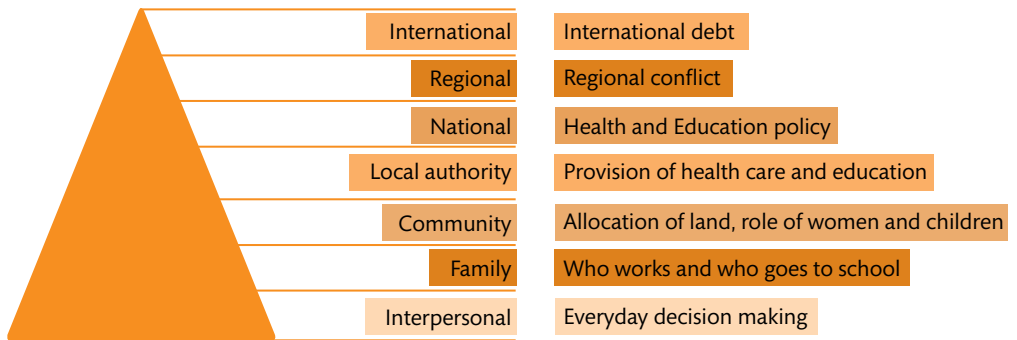 International International debt
Regional Regional conflict
National Health and Education policy
Local authority Provision of health care and education
Community Allocation of land, role of women and children
Family Who works and who goes to school
Interpersonal Everyday decision making